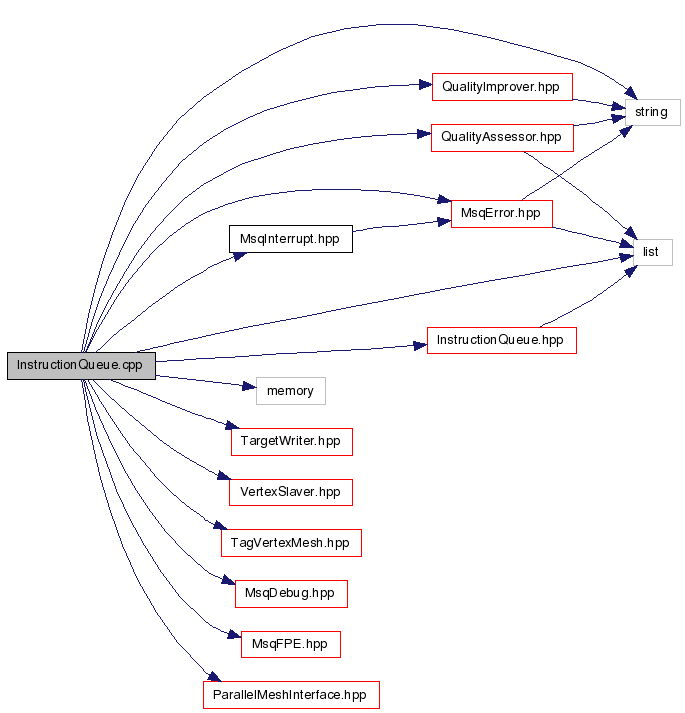 QualityImprover.hpp
string
QualityAssessor.hpp
MsqError.hpp
MsqInterrupt.hpp
list
InstructionQueue.hpp
InstructionQueue.cpp
memory
TargetWriter.hpp
VertexSlaver.hpp
TagVertexMesh.hpp
MsqDebug.hpp
MsqFPE.hpp
ParallelMeshInterface.hpp